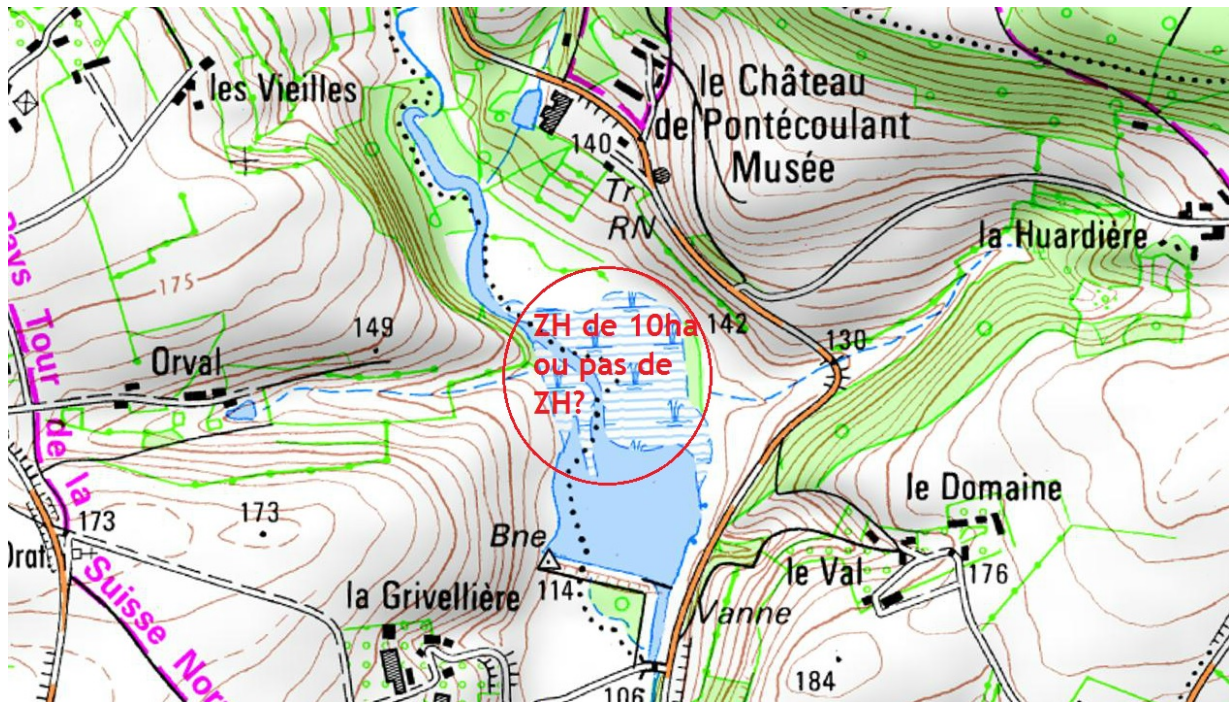 les Vieilles
le Château
de Pontécoulant
Musée
140
Tr
RN
la Huardière
175
Pays Tour de la Suisse Nor
149
Orval
ZH de 10ha
ou pas de
ZH?
142
130
173
173
Bne
114
la Grivellière
le Domaine
le Val
176
Vanne
184
106